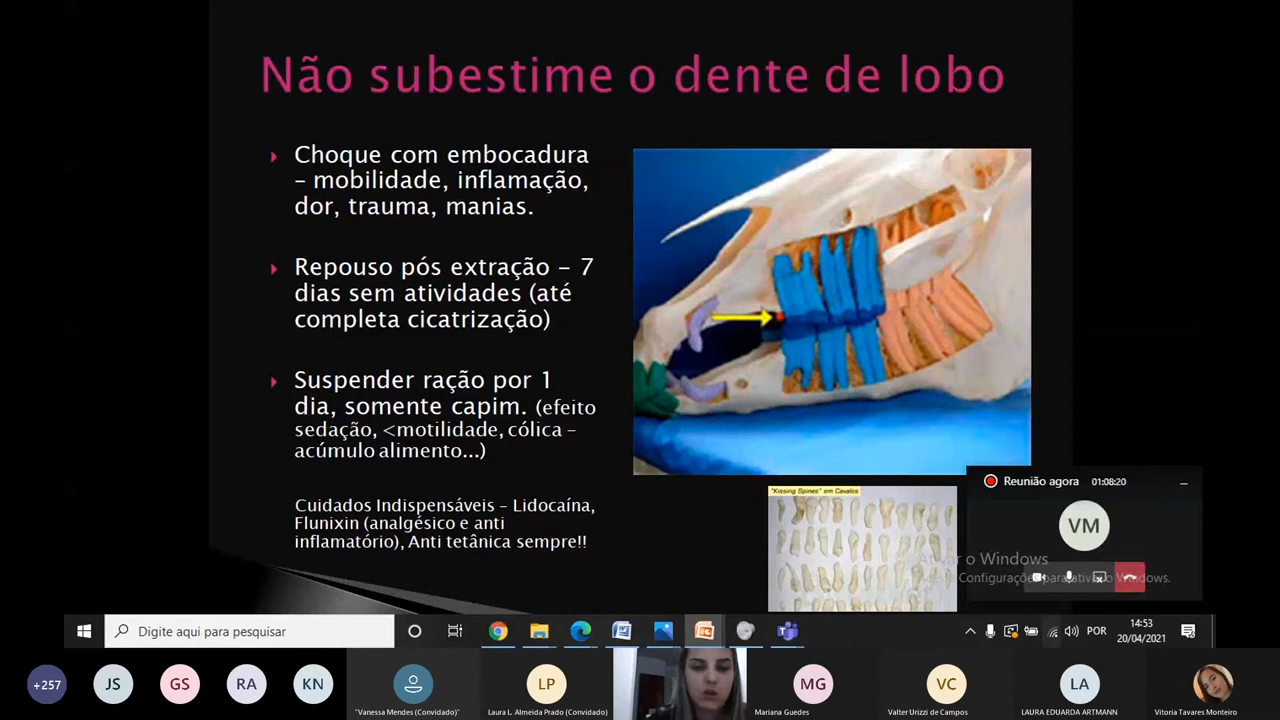 Não subestime o dente de lobo
Choque com embocadura
– mobilidade, inflamação,
dor, trauma, manias.
Repouso pós extração – 7
dias sem atividades (até
completa cicatrização)
Suspender ração por 1
dia, somente capim. (efeito
sedação, <motilidade, cólica –
acúmulo alimento...)
Cuidados Indispensáveis – Lidocaína,
Flunixin (analgésico e anti
inflamatório), Anti tetânica sempre!!
"Kissing Spines" em Cavalos
Reunião agora 01:08:20
VM
o Windows
Configurações para ativar o Windows.
Digite aqui para pesquisar
POR
14:53
20/04/2021
+257
JS
GS
RA
KN
"Vanessa Mendes (Convidado)"
LP
Laura L. Almeida Prado (Convidado)
MG
Mariana Guedes
VC
Valter Urizzi de Campos
LA
LAURA EDUARDA ARTMANN
Vitoria Tavares Monteiro